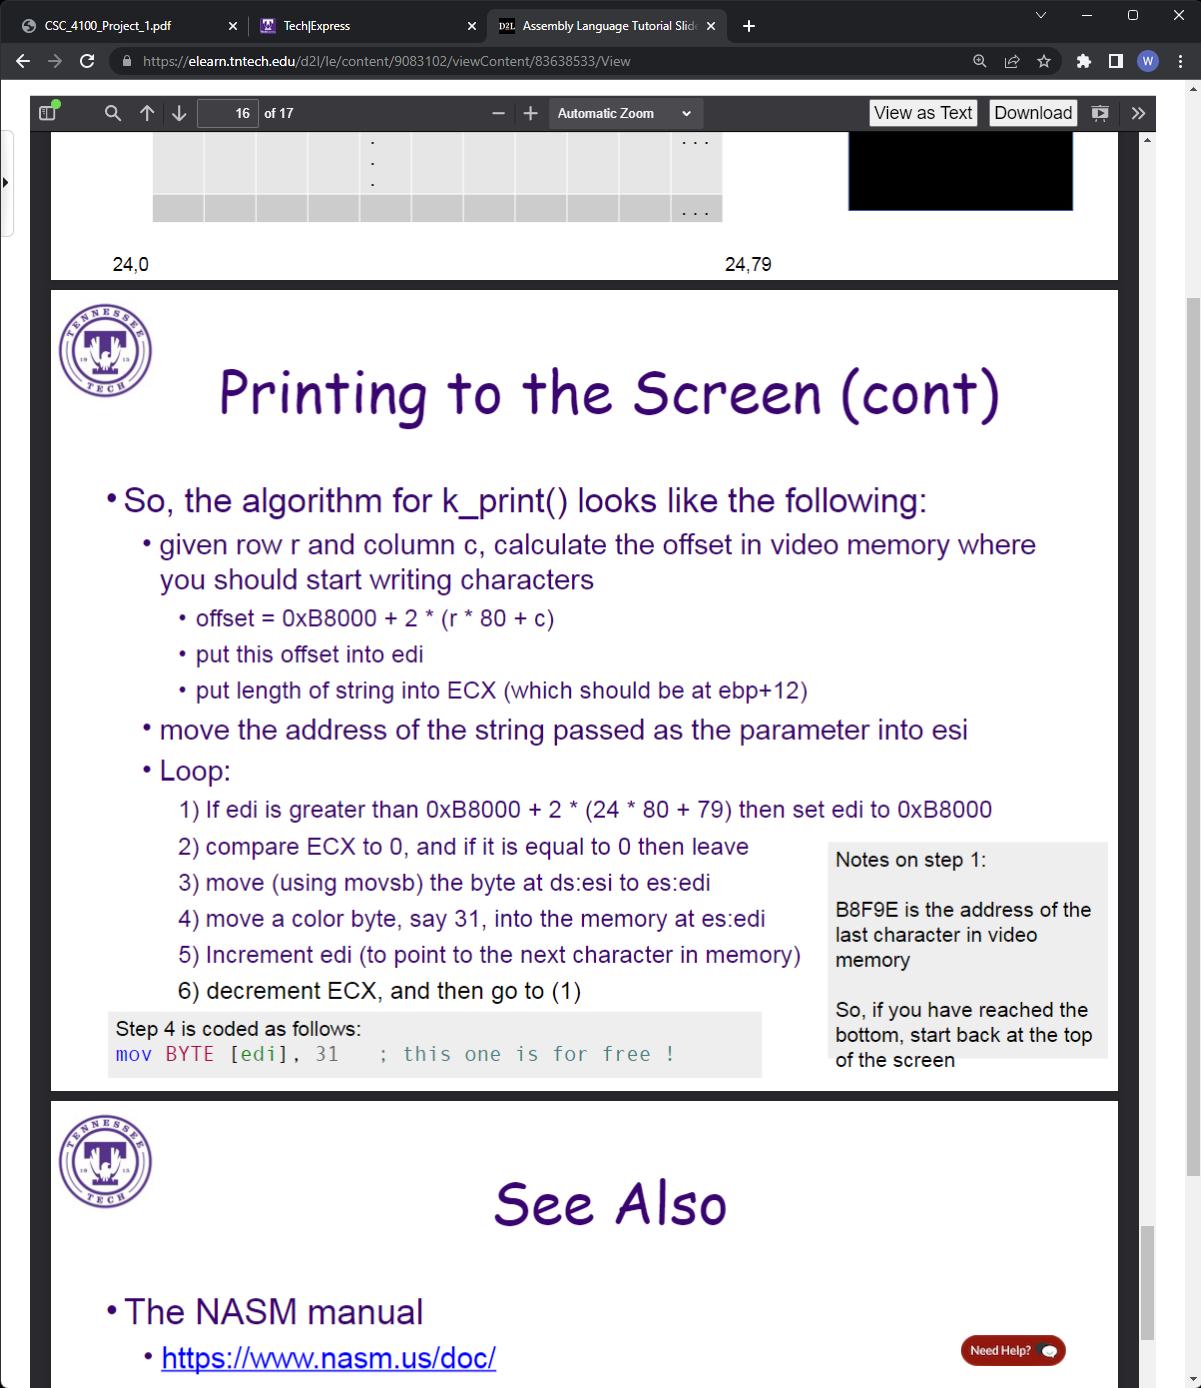 CSC_4100_Project_1.pdf
Tech|Express
D2L Assembly Language Tutorial Slide
https://elearn.tntech.edu/d2l/le/content/9083102/viewContent/83638533/View
W
16 of 17
Automatic Zoom
View as Text
Download
. . .
.
.
.
. . .
24,0
24,79
TENNESSEE
TECH
Printing to the Screen (cont)
• So, the algorithm for k_print() looks like the following:
• given row r and column c, calculate the offset in video memory where
you should start writing characters
• offset = 0xB8000 + 2 * (r * 80 + c)
• put this offset into edi
• put length of string into ECX (which should be at ebp+12)
• move the address of the string passed as the parameter into esi
• Loop:
1) If edi is greater than 0xB8000 + 2 * (24 * 80 + 79) then set edi to 0xB8000
2) compare ECX to 0, and if it is equal to 0 then leave
3) move (using movsb) the byte at ds:esi to es:edi
4) move a color byte, say 31, into the memory at es:edi
5) Increment edi (to point to the next character in memory)
6) decrement ECX, and then go to (1)
Notes on step 1:
B8F9E is the address of the
last character in video
memory
So, if you have reached the
bottom, start back at the top
of the screen
Step 4 is coded as follows:
mov BYTE [edi], 31 ; this one is for free !
TENNESSEE
TECH
See Also
• The NASM manual
• https://www.nasm.us/doc/
Need Help?